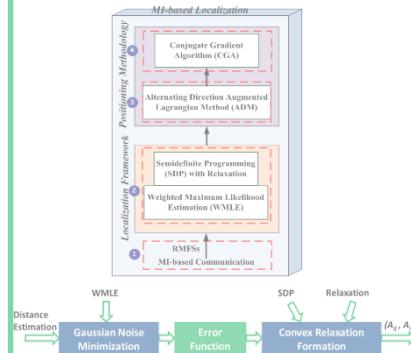 MI-based Localization
Positioning Methodology
4
Conjugate Gradient
Algorithm (CGA)
3
Alternating Direction Augmented
Lagrangian Method (ADM)
Localization Framework
Semidefinite Programming
(SDP) with Relaxation
2
Weighted Maximum Likelihood
Estimation (WMLE)
1
RMFSs
MI-based Communication
WMLE
SDP
Relaxation
Distance
Estimation
Gaussian Noise
Minimization
Error
Function
Convex Relaxation
Formation